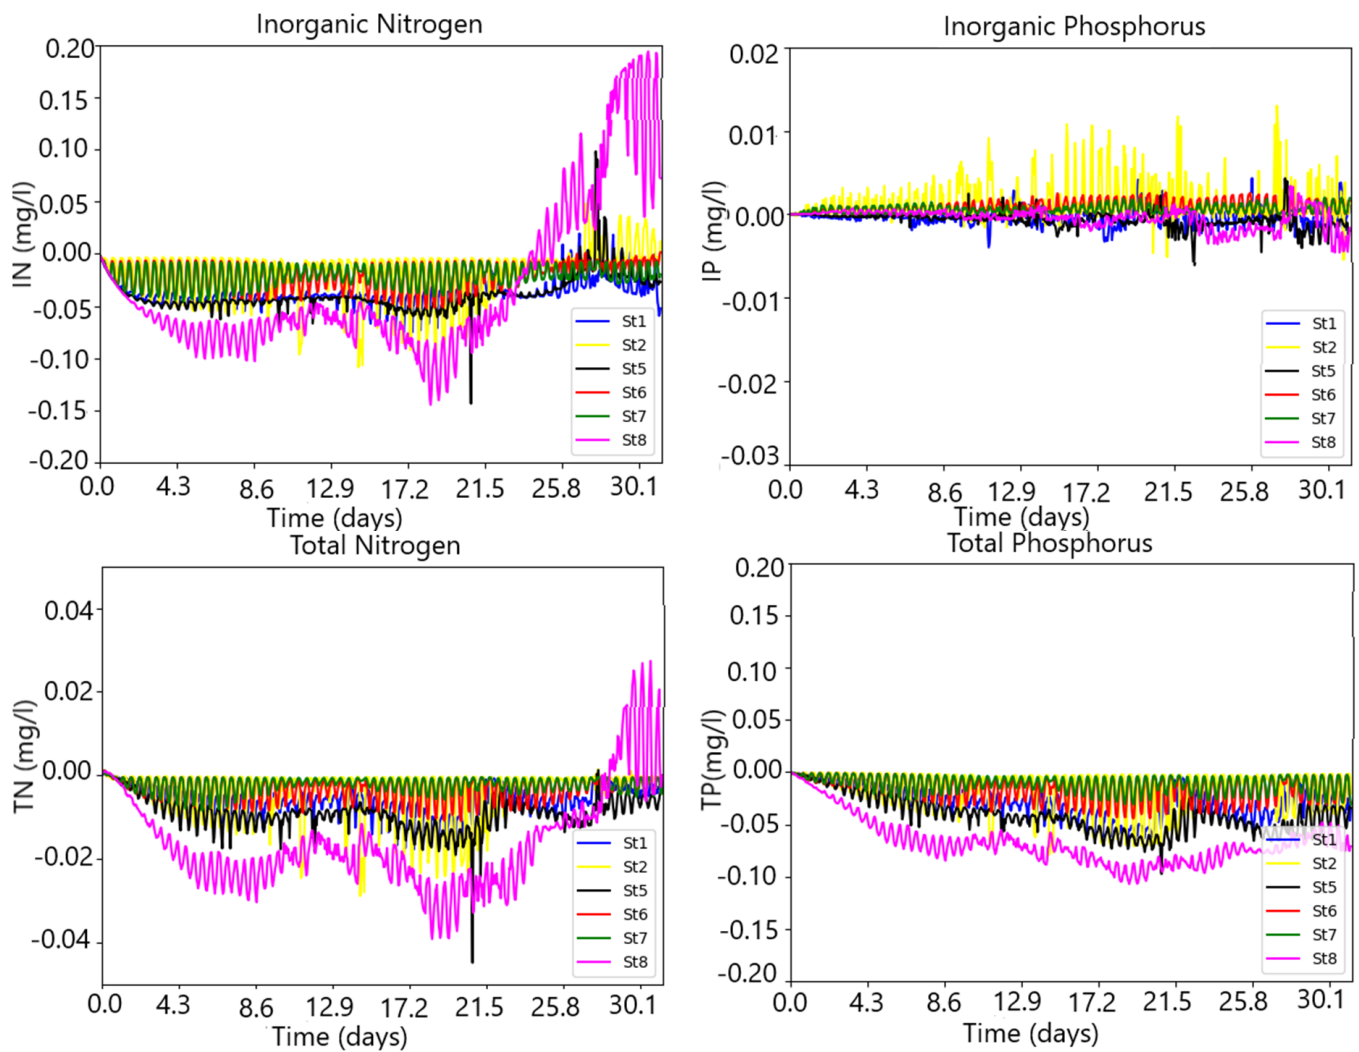 Inorganic Nitrogen
0.20
0.15
0.10
0.05
0.00
-0.05
-0.10
-0.15
-0.20
IN (mg/l)
0.0 4.3 8.6 12.9 17.2 21.5 25.8 30.1
Time (days)
St1
St2
St5
St6
St7
St8
Inorganic Phosphorus
0.02
0.01
0.00
-0.01
-0.02
-0.03
IP (mg/l)
0.0 4.3 8.6 12.9 17.2 21.5 25.8 30.1
Time (days)
St1
St2
St5
St6
St7
St8
Total Nitrogen
0.04
0.02
0.00
-0.02
-0.04
TN (mg/l)
0.0 4.3 8.6 12.9 17.2 21.5 25.8 30.1
Time (days)
St1
St2
St5
St6
St7
St8
Total Phosphorus
0.20
0.15
0.10
0.05
0.00
-0.05
-0.10
-0.15
-0.20
TP(mg/l)
0.0 4.3 8.6 12.9 17.2 21.5 25.8 30.1
Time (days)
St1
St2
St5
St6
St7
St8